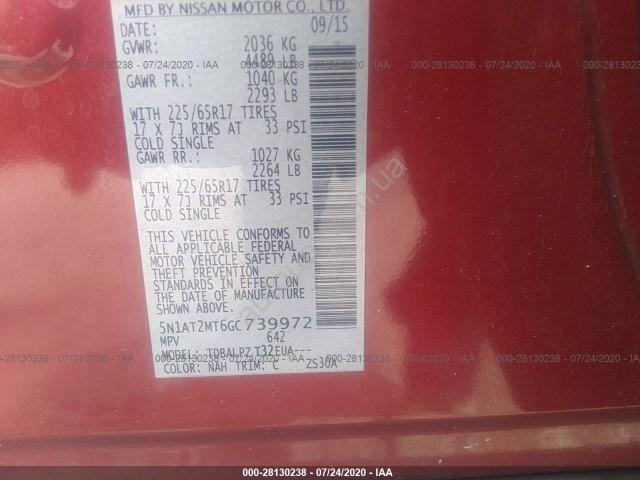 MFD BY NISSAN MOTOR CO., LTD.
DATE: 09/15
GVWR: 2036 KG
4489 LB
GAWR FR.: 1040 KG
2293 LB
WITH 225/65R17 TIRES
17 X 7J RIMS AT 33 PSI
COLD SINGLE
GAWR RR.: 1027 KG
2264 LB
WITH 225/65R17 TIRES
17 X 7J RIMS AT 33 PSI
COLD SINGLE
THIS VEHICLE CONFORMS TO
ALL APPLICABLE FEDERAL
MOTOR VEHICLE SAFETY AND
THEFT PREVENTION
STANDARDS IN EFFECT ON
THE DATE OF MANUFACTURE
SHOWN ABOVE.
5N1AT2MT6GC739972
MPV 642
MODEL: TDBALPZ T32EUA---
COLOR: NAH TRIM: C ZS30A
000-28130238 - 07/24/2020 - IAA